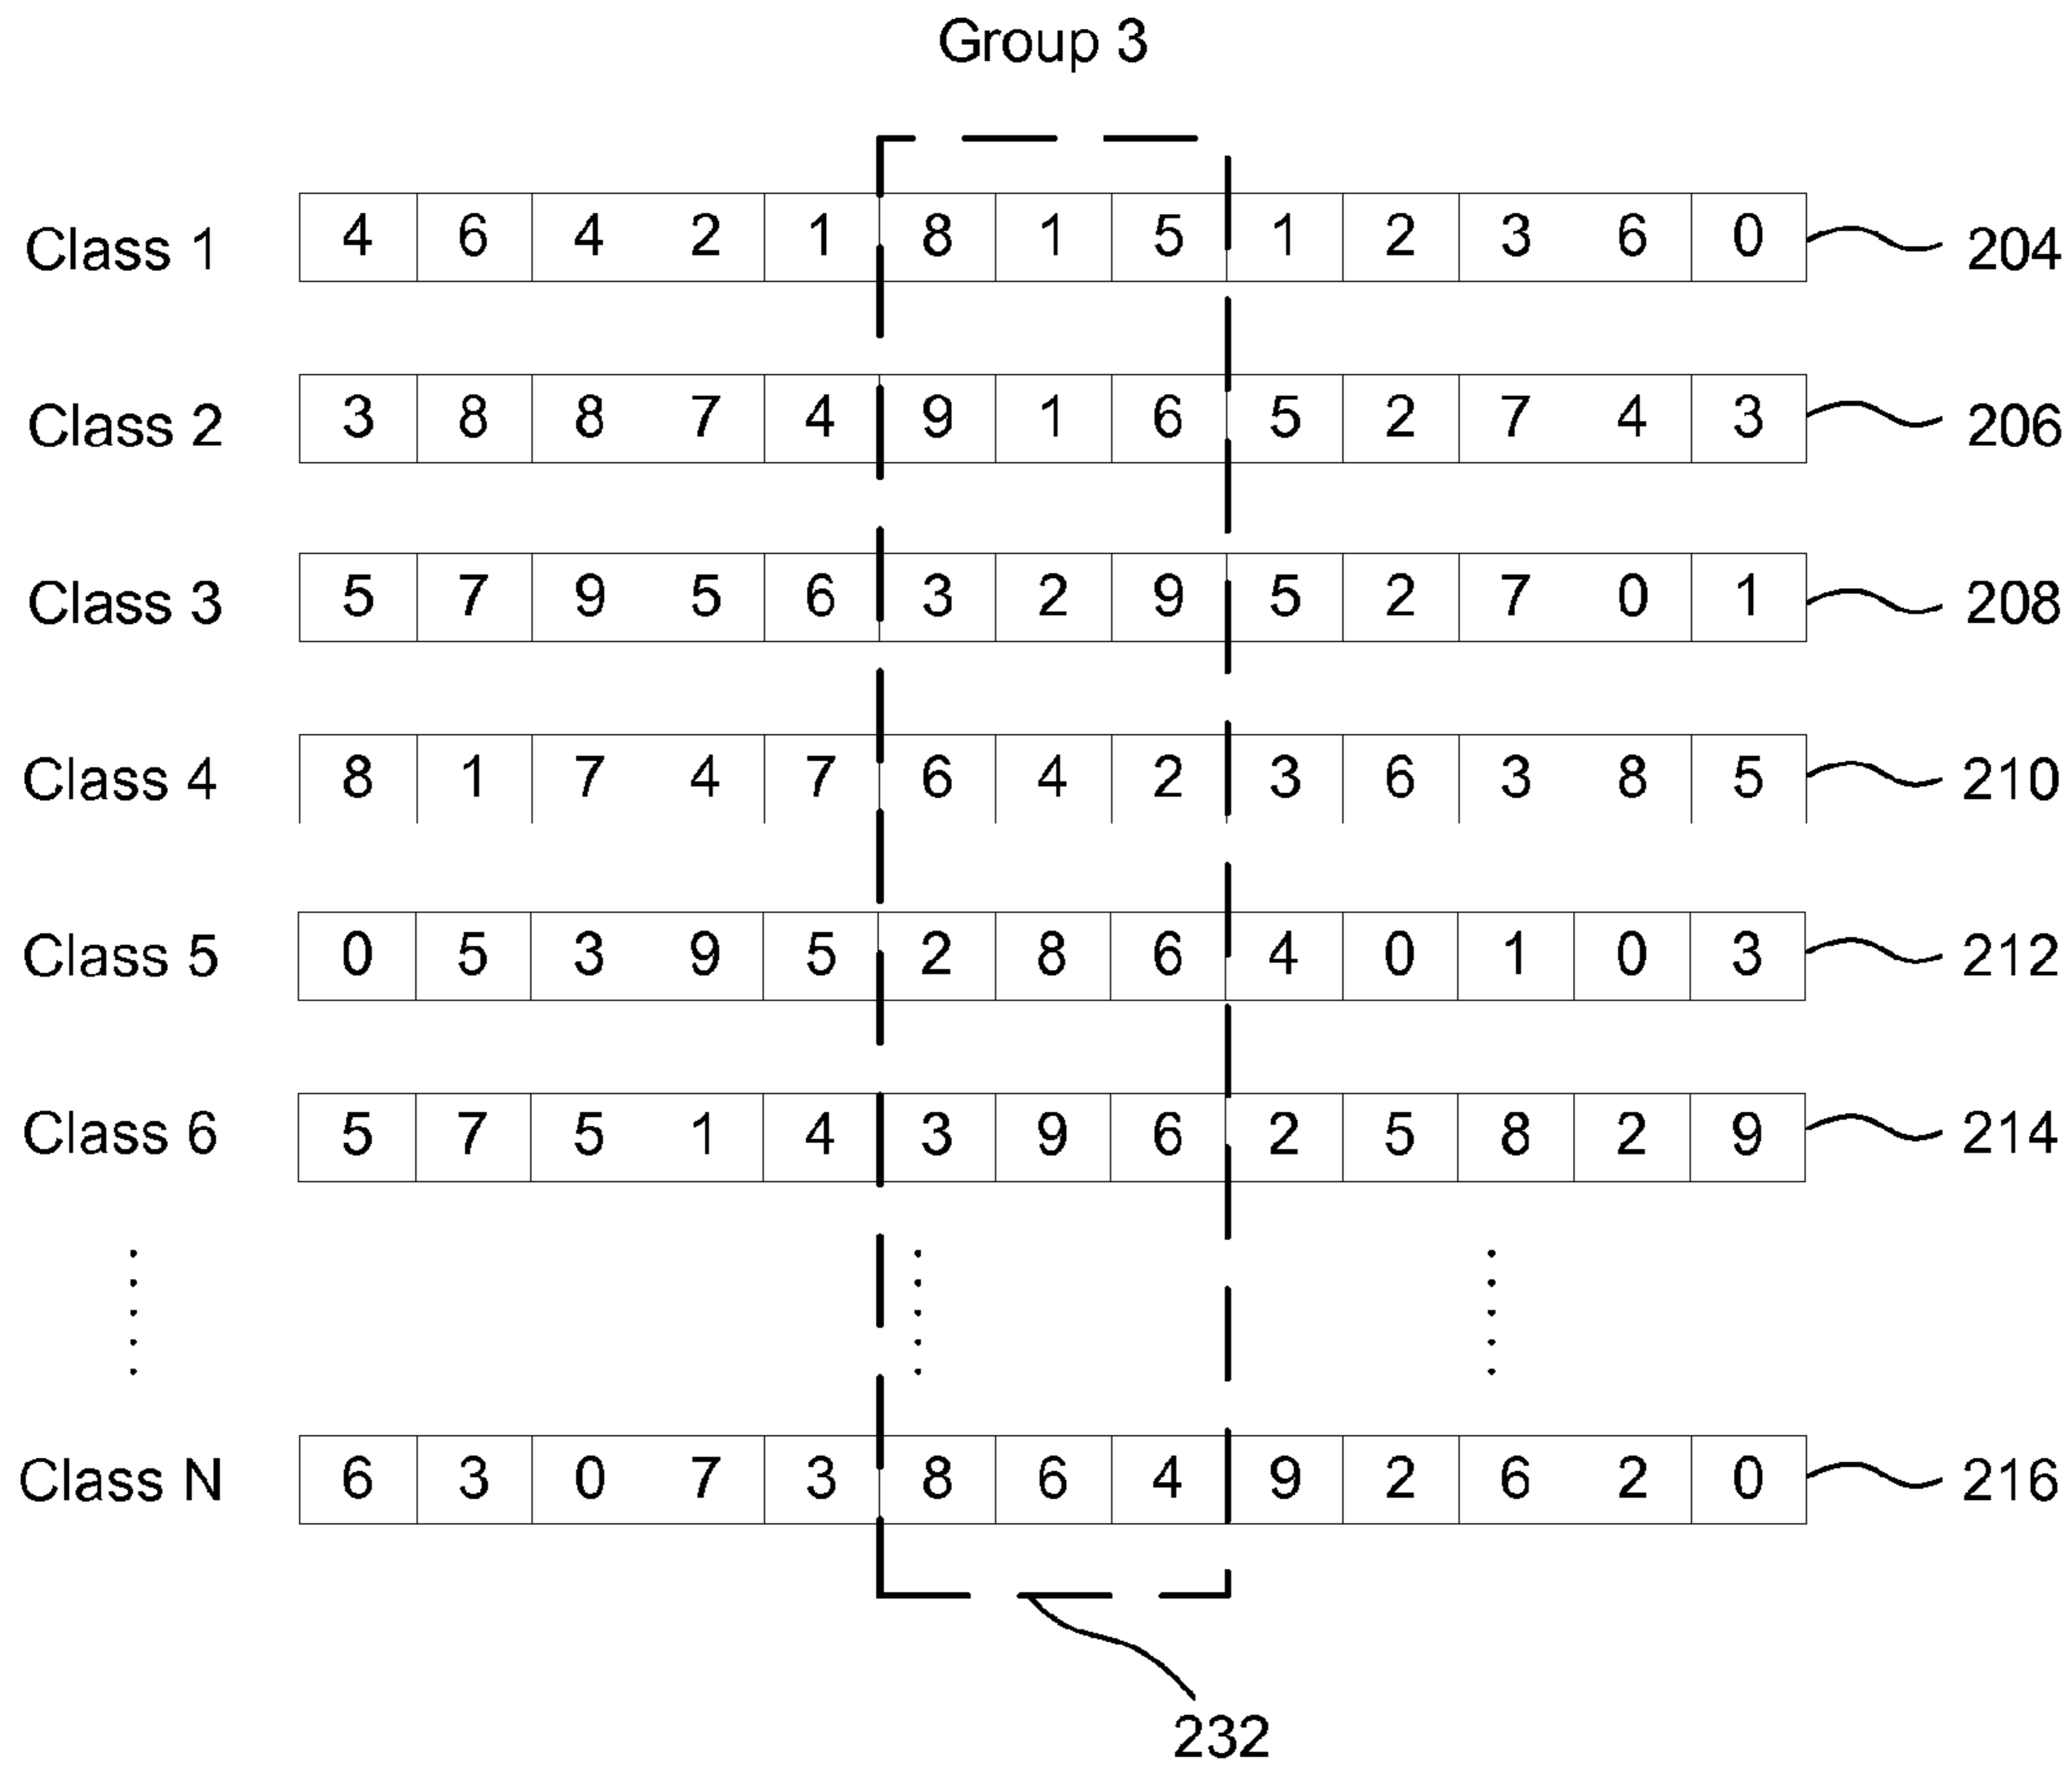 Group 3
Class 1 4 6 4 2 1 8 1 5 1 2 3 6 0 204
Class 2 3 8 8 7 4 9 1 6 5 2 7 4 3 206
Class 3 5 7 9 5 6 3 2 9 5 2 7 0 1 208
Class 4 8 1 7 4 7 6 4 2 3 6 3 8 5 210
Class 5 0 5 3 9 5 2 8 6 4 0 1 0 3 212
Class 6 5 7 5 1 4 3 9 6 2 5 8 2 9 214
Class N 6 3 0 7 3 8 6 4 9 2 6 2 0 216
232